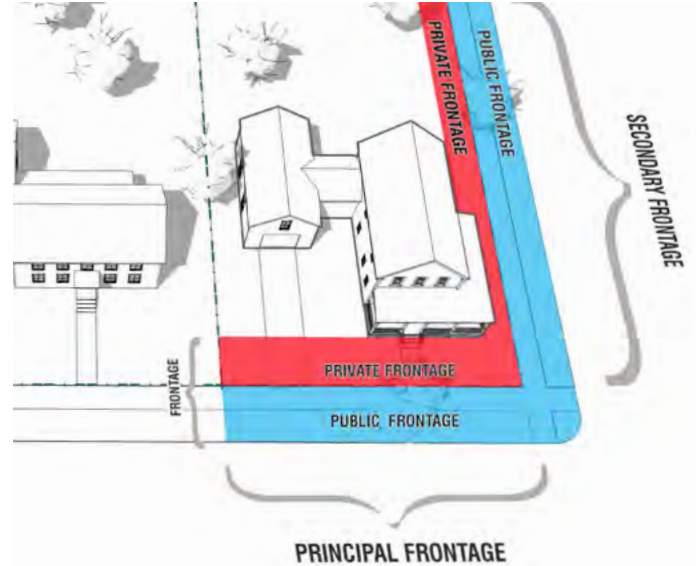 PRIVATE FRONTAGE
PUBLIC FRONTAGE
SECONDARY FRONTAGE
FRONTAGE
PRIVATE FRONTAGE
PUBLIC FRONTAGE
PRINCIPAL FRONTAGE